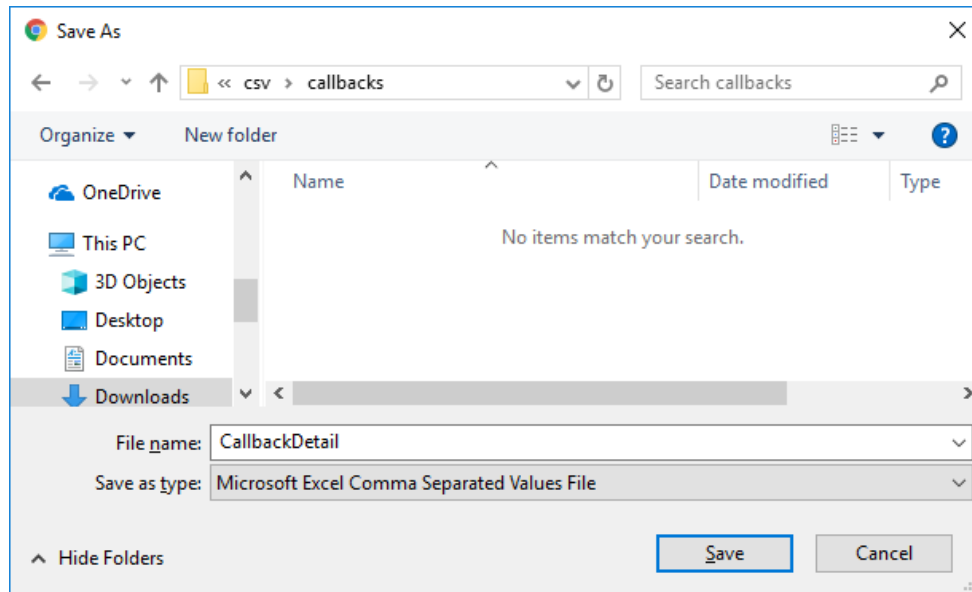 Save As
« csv › callbacks
Search callbacks
Organize
New folder
?
Name
Date modified
Type
No items match your search.
OneDrive
This PC
3D Objects
Desktop
Documents
Downloads
File name: CallbackDetail
Save as type: Microsoft Excel Comma Separated Values File
Hide Folders
Save
Cancel